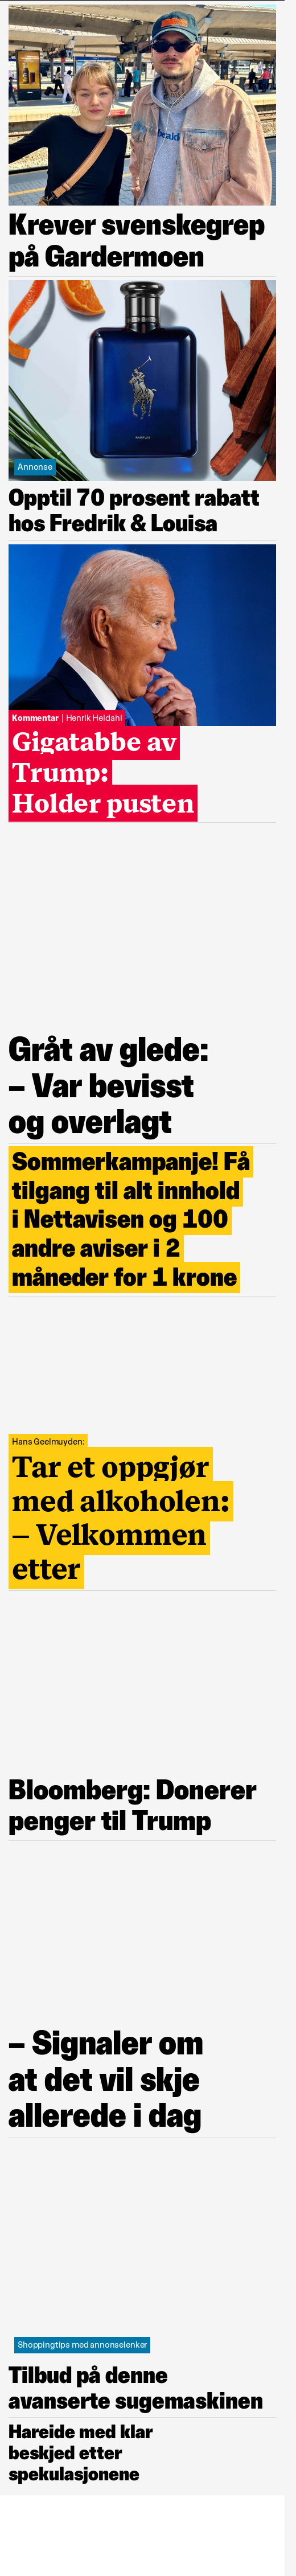 Krever svenskegrep
på Gardermoen
PARFUM
Annonse
Opptil 70 prosent rabatt
hos Fredrik & Louisa
Kommentar | Henrik Heldahl
Gigatabbe av
Trump:
Holder pusten
Gråt av glede:
– Var bevisst
og overlagt
Sommerkampanje! Få
tilgang til alt innhold
i Nettavisen og 100
andre aviser i 2
måneder for 1 krone
Hans Geelmuyden:
Tar et oppgjør
med alkoholen:
– Velkommen
etter
Bloomberg: Donerer
penger til Trump
– Signaler om
at det vil skje
allerede i dag
Shoppingtips med annonselenker
Tilbud på denne
avanserte sugemaskinen
Hareide med klar
beskjed etter
spekulasjonene